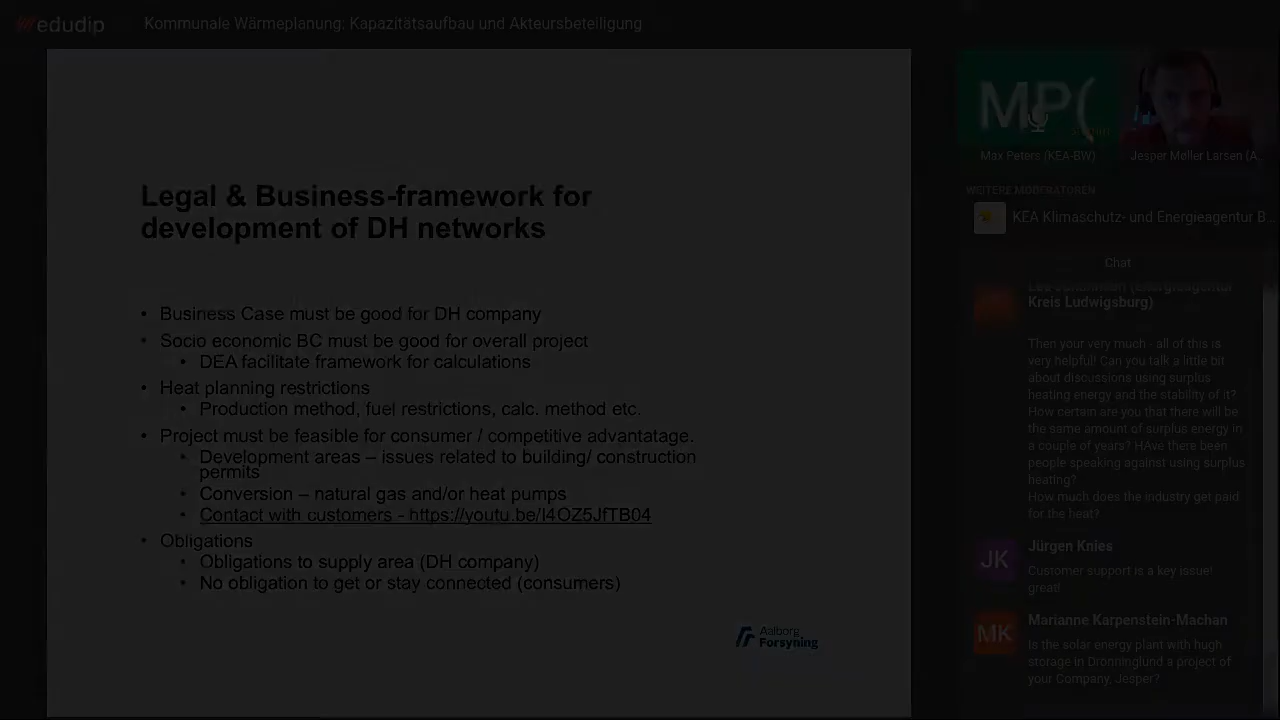 edudip
Kommunale Wärmeplanung: Kapazitätsaufbau und Akteursbeteiligung
Legal & Business-framework for
development of DH networks
• Business Case must be good for DH company
• Socio economic BC must be good for overall project
• DEA facilitate framework for calculations
• Heat planning restrictions
• Production method, fuel restrictions, calc. method etc.
• Project must be feasible for consumer / competitive advantatage.
• Development areas – issues related to building/ construction
permits
• Conversion – natural gas and/or heat pumps
• Contact with customers - https://youtu.be/I4OZ5JfTB04
• Obligations
• Obligations to supply area (DH company)
• No obligation to get or stay connected (consumers)
Aalborg
Forsyning
MP(
Max Peters (KEA-BW)
Jesper Møller Larsen (A...
WEITERE MODERATOREN
KEA Klimaschutz- und Energieagentur B...
Chat
Kreis Ludwigsburg)
Then your very much - all of this is
very helpful! Can you talk a little bit
about discussions using surplus
heating energy and the stability of it?
How certain are you that there will be
the same amount of surplus energy in
a couple of years? HAve there been
people speaking against using surplus
heating?
How much does the industry get paid
for the heat?
JK
Jürgen Knies
Customer support is a key issue!
great!
MK
Marianne Karpenstein-Machan
Is the solar energy plant with hugh
storage in Dronninglund a project of
your Company, Jesper?